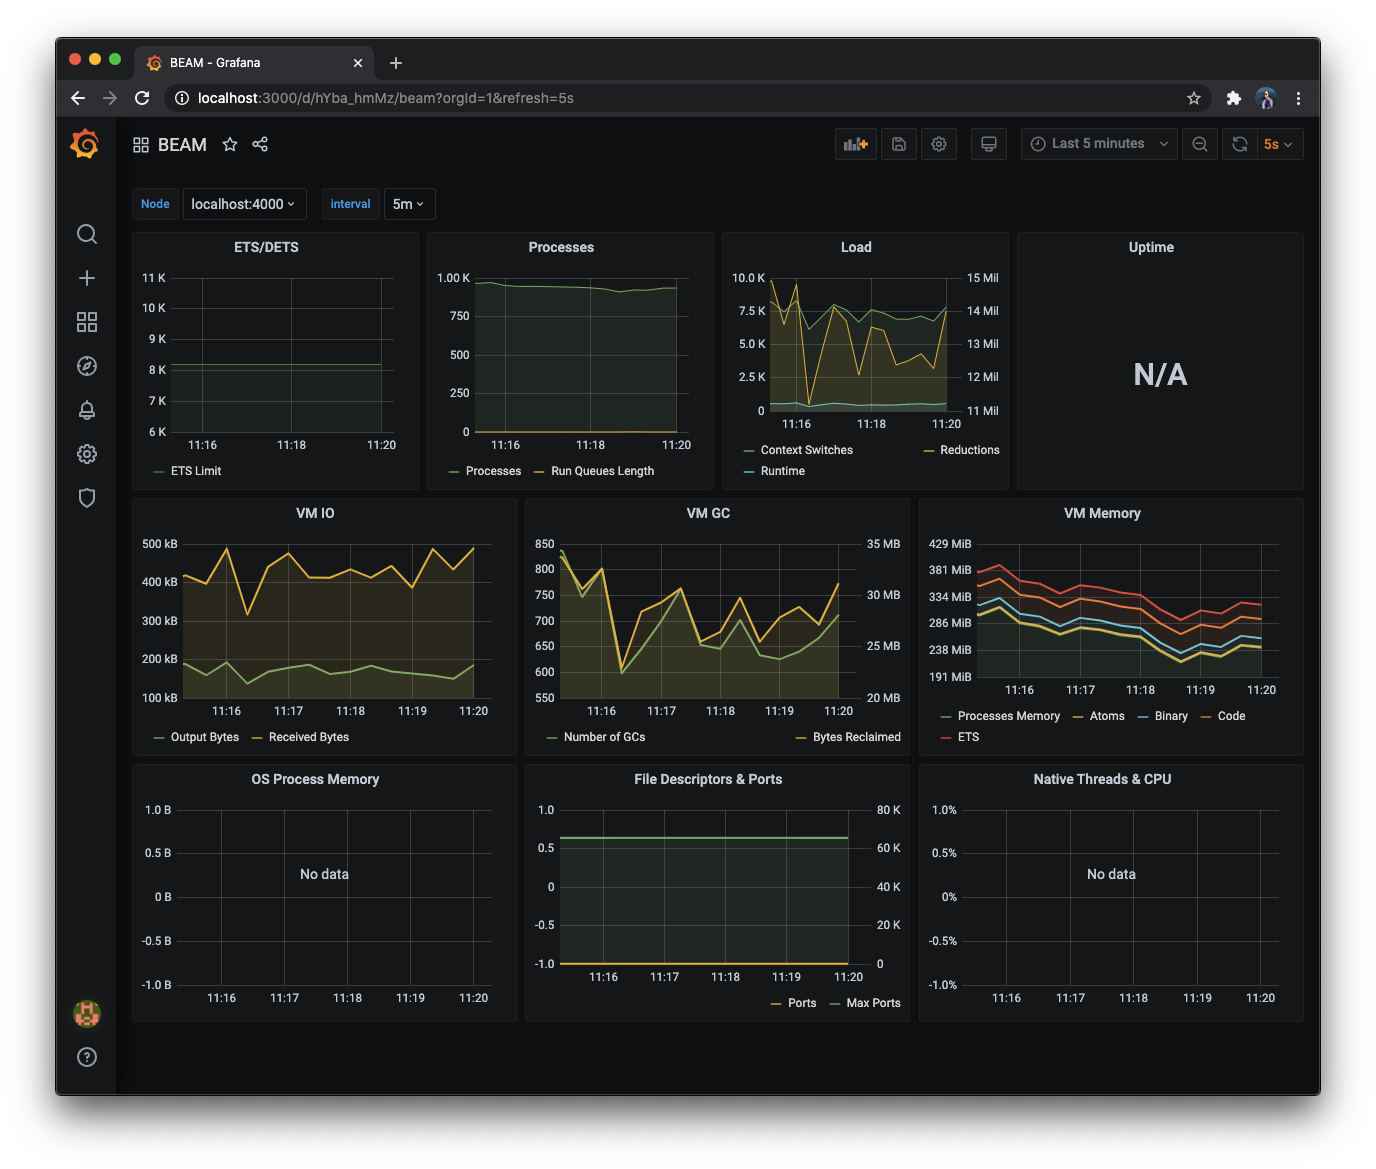 BEAM - Grafana
localhost:3000/d/hYba_hmMz/beam?orgId=1&refresh=5s
BEAM
Last 5 minutes
5s
Node localhost:4000 interval 5m
ETS/DETS
11 K
10 K
9 K
8 K
7 K
6 K
11:16 11:18 11:20
ETS Limit
Processes
1.00 K
750
500
250
0
11:16 11:18 11:20
Processes Run Queues Length
Load
10.0 K 15 Mil
7.5 K 14 Mil
5.0 K 13 Mil
2.5 K 12 Mil
0 11 Mil
11:16 11:18 11:20
Context Switches Reductions
Runtime
Uptime
N/A
VM IO
500 kB
400 kB
300 kB
200 kB
100 kB
11:16 11:17 11:18 11:19 11:20
Output Bytes Received Bytes
VM GC
850 35 MB
800
750 30 MB
700
650 25 MB
600
550 20 MB
11:16 11:17 11:18 11:19 11:20
Number of GCs Bytes Reclaimed
VM Memory
429 MiB
381 MiB
334 MiB
286 MiB
238 MiB
191 MiB
11:16 11:17 11:18 11:19 11:20
Processes Memory Atoms Binary Code
ETS
OS Process Memory
1.0 B
0.5 B
No data
0 B
-0.5 B
-1.0 B
11:16 11:17 11:18 11:19 11:20
File Descriptors & Ports
1.0 80 K
0.5 60 K
0 40 K
-0.5 20 K
-1.0 0
11:16 11:17 11:18 11:19 11:20
Ports Max Ports
Native Threads & CPU
1.0%
0.5%
No data
0%
-0.5%
-1.0%
11:16 11:17 11:18 11:19 11:20